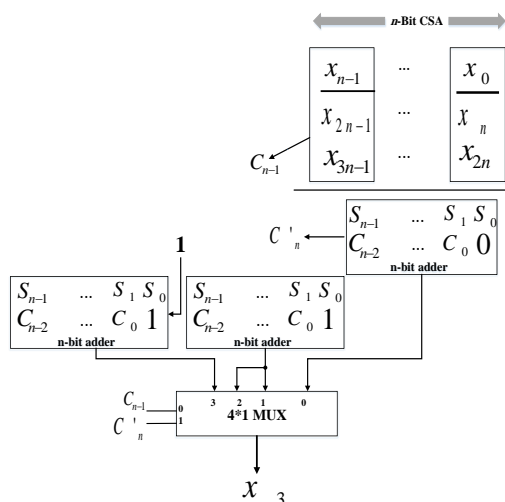 n-Bit CSA
x_{n-1} ... x_0
x_{2n-1} ... x_n
x_{3n-1} ... x_{2n}
C_{n-1}
C'_n
S_{n-1} ... S_1 S_0
C_{n-2} ... C_0 0
n-bit adder
1
S_{n-1} ... S_1 S_0
C_{n-2} ... C_0 1
n-bit adder
S_{n-1} ... S_1 S_0
C_{n-2} ... C_0 1
n-bit adder
3 2 1 0
C_{n-1} 0
C'_n 1
4*1 MUX
x_3